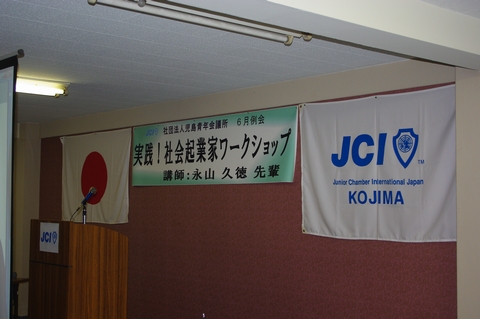 JCI 社団法人児島青年会議所 6月例会
実践!社会起業家ワークショップ
講師:永山 久徳 先輩
JCI TM
Junior Chamber International Japan
KOJIMA
JCI